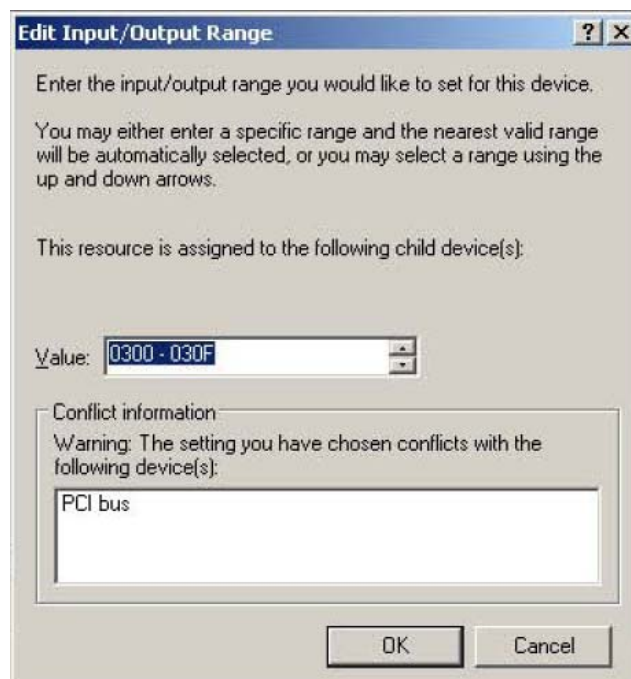 Edit Input/Output Range
Enter the input/output range you would like to set for this device.
You may either enter a specific range and the nearest valid range
will be automatically selected, or you may select a range using the
up and down arrows.
This resource is assigned to the following child device(s):
Value: 0300 - 030F
Conflict information
Warning: The setting you have chosen conflicts with the
following device(s):
PCI bus
OK Cancel